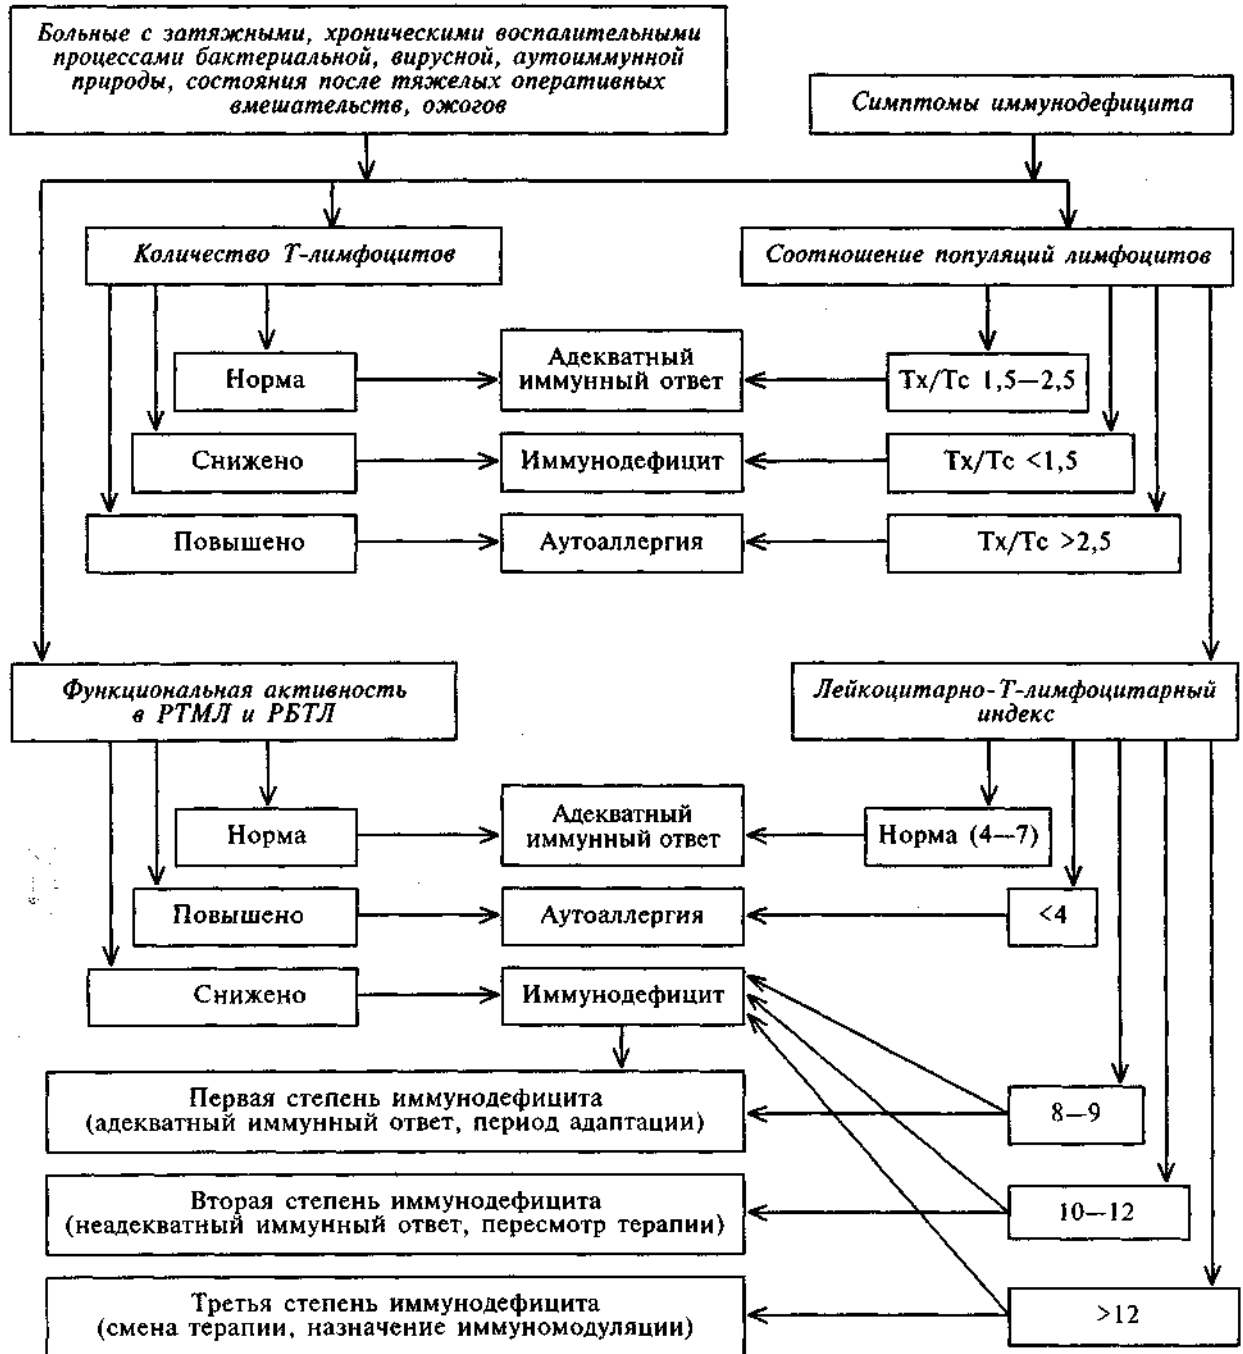 Больные с затяжными, хроническими воспалительными
процессами бактериальной, вирусной, аутоиммунной
природы, состояния после тяжелых оперативных
вмешательств, ожогов
Симптомы иммунодефицита
Количество Т-лимфоцитов
Соотношение популяций лимфоцитов
Норма
Адекватный
иммунный ответ
Тх/Тс 1,5—2,5
Снижено
Иммунодефицит
Тх/Тс <1,5
Повышено
Аутоаллергия
Тх/Тс >2,5
Функциональная активность
в РТМЛ и РБТЛ
Лейкоцитарно-Т-лимфоцитарный
индекс
Норма
Адекватный
иммунный ответ
Норма (4—7)
Повышено
Аутоаллергия
<4
Снижено
Иммунодефицит
Первая степень иммунодефицита
(адекватный иммунный ответ, период адаптации)
8—9
Вторая степень иммунодефицита
(неадекватный иммунный ответ, пересмотр терапии)
10—12
Третья степень иммунодефицита
(смена терапии, назначение иммуномодуляции)
>12